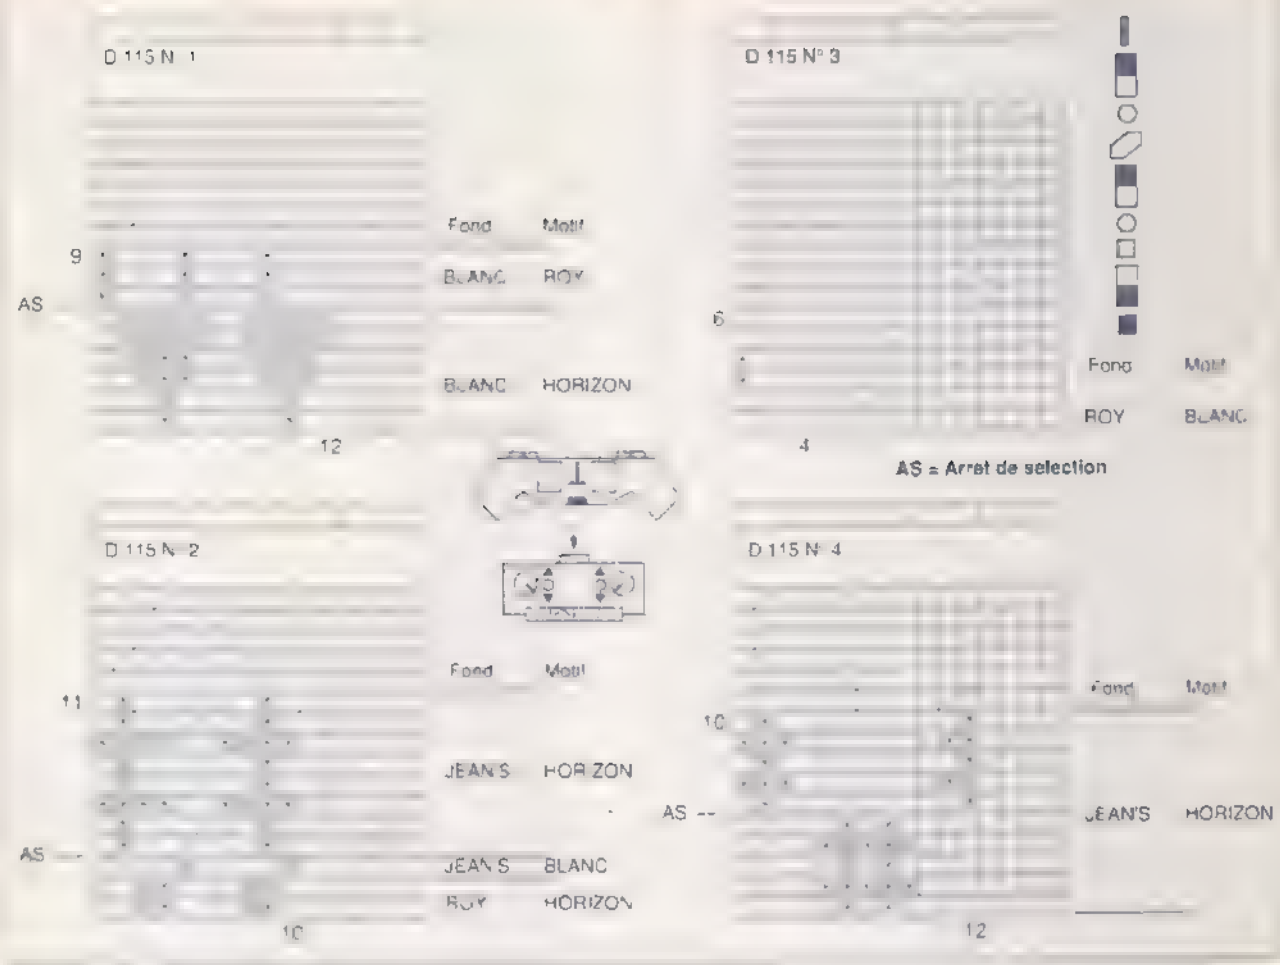 D 115 N° 1
Fond Motif
9
BLANC ROY
AS
BLANC HORIZON
12
D 115 N° 3
6
Fond Motif
ROY BLANC
4
AS = Arret de selection
D 115 N° 2
Fond Motif
11
JEAN'S HORIZON
AS --
JEAN'S BLANC
ROY HORIZON
10
D 115 N° 4
Fond Motif
10
AS --
JEAN'S HORIZON
12